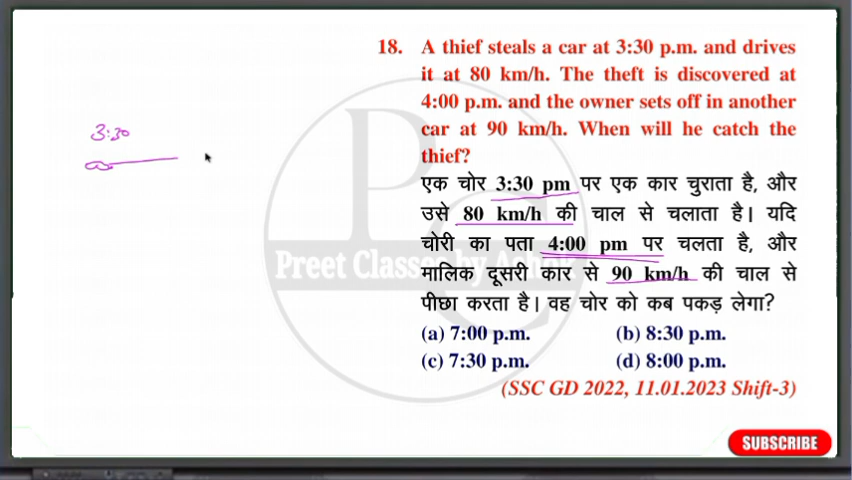 18. A thief steals a car at 3:30 p.m. and drives
it at 80 km/h. The theft is discovered at
4:00 p.m. and the owner sets off in another
car at 90 km/h. When will he catch the
thief?
एक चोर 3:30 pm पर एक कार चुराता है, और
उसे 80 km/h की चाल से चलाता है। यदि
चोरी का पता 4:00 pm पर चलता है, और
मालिक दूसरी कार से 90 km/h की चाल से
पीछा करता है। वह चोर को कब पकड़ लेगा?
(a) 7:00 p.m. (b) 8:30 p.m.
(c) 7:30 p.m. (d) 8:00 p.m.
(SSC GD 2022, 11.01.2023 Shift-3)
3:30
P
C
Preet Classes by
SUBSCRIBE